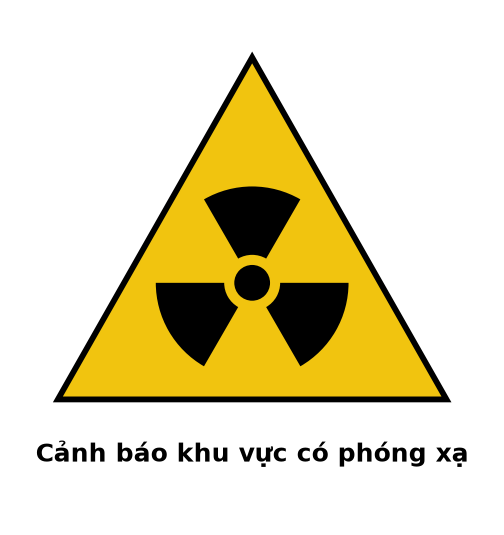 Cảnh báo khu vực có phóng xạ